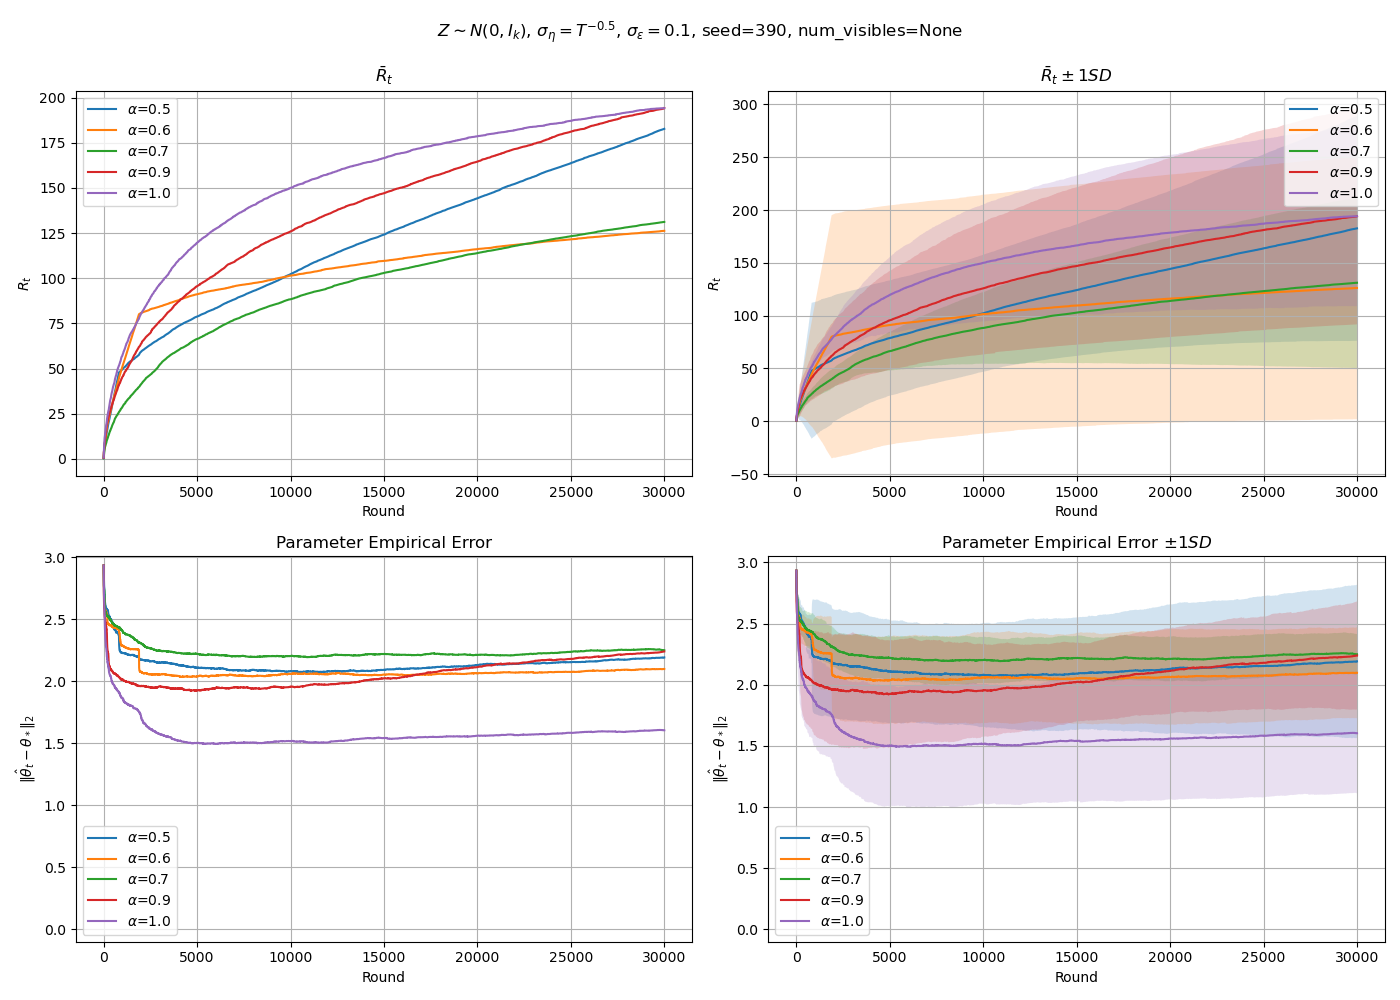 Z ∼ N(0, I_k), σ_η = T^{−0.5}, σ_ε = 0.1, seed=390, num_visibles=None
R̄_t
200
175
150
125
100
75
50
25
0
R_t
α=0.5
α=0.6
α=0.7
α=0.9
α=1.0
0 5000 10000 15000 20000 25000 30000
Round
R̄_t ± 1SD
300
250
200
150
100
50
0
−50
R_t
α=0.5
α=0.6
α=0.7
α=0.9
α=1.0
0 5000 10000 15000 20000 25000 30000
Round
Parameter Empirical Error
3.0
2.5
2.0
1.5
1.0
0.5
0.0
‖θ̂_t − θ_*‖_2
α=0.5
α=0.6
α=0.7
α=0.9
α=1.0
0 5000 10000 15000 20000 25000 30000
Round
Parameter Empirical Error ±1SD
3.0
2.5
2.0
1.5
1.0
0.5
0.0
‖θ̂_t − θ_*‖_2
α=0.5
α=0.6
α=0.7
α=0.9
α=1.0
0 5000 10000 15000 20000 25000 30000
Round